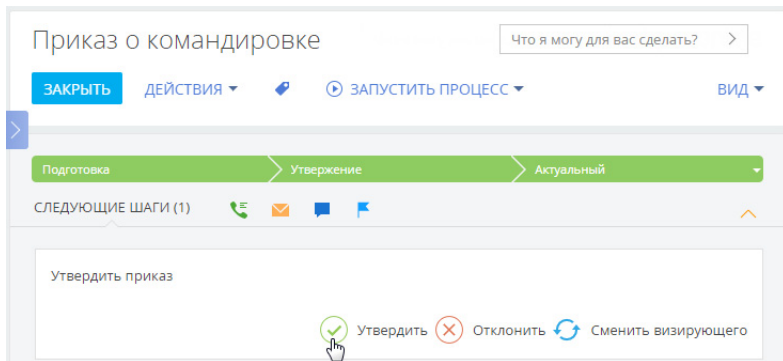 Приказ о командировке
Что я могу для вас сделать?
ЗАКРЫТЬ ДЕЙСТВИЯ ЗАПУСТИТЬ ПРОЦЕСС ВИД
Подготовка Утвержение Актуальный
СЛЕДУЮЩИЕ ШАГИ (1)
Утвердить приказ
Утвердить Отклонить Сменить визирующего